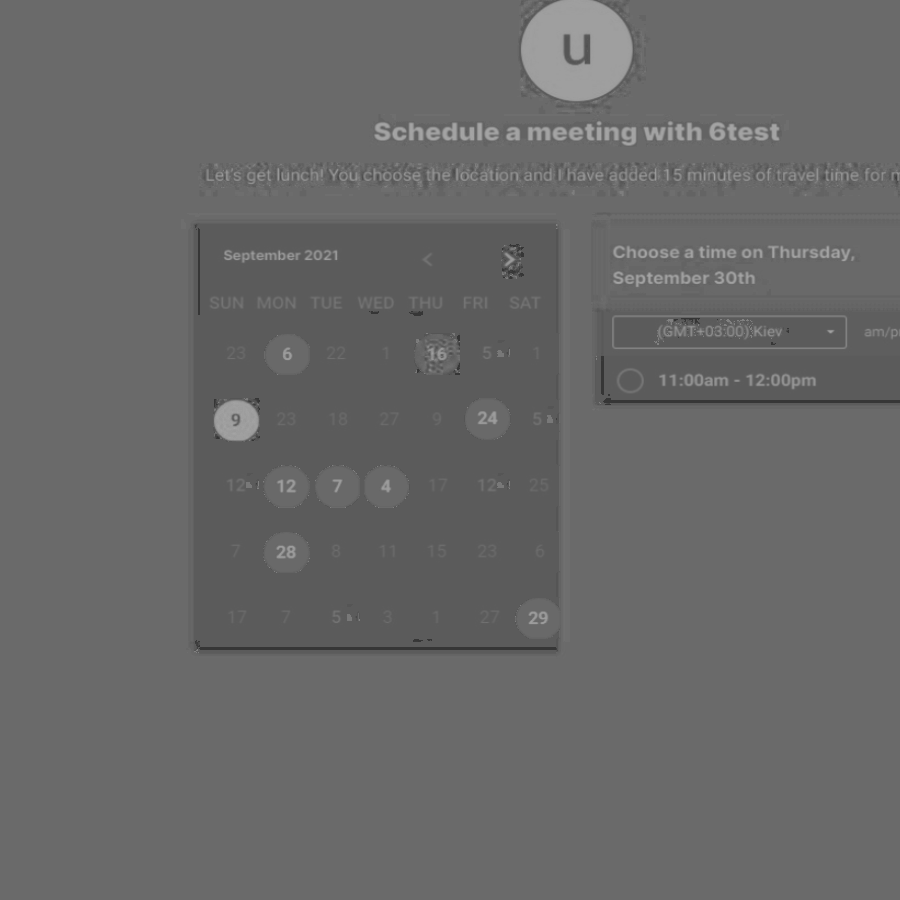 u
Schedule a meeting with 6test
Let's get lunch! You choose the location and I have added 15 minutes of travel time for
September 2021
SUN MON TUE WED THU FRI SAT
23 6 22 1 16 5 1
9 23 18 27 9 24 5
12 12 7 4 17 12 25
7 28 8 11 15 23 6
17 7 5 3 1 27 29
Choose a time on Thursday,
September 30th
(GMT+03:00) Kiev am/p
11:00am - 12:00pm